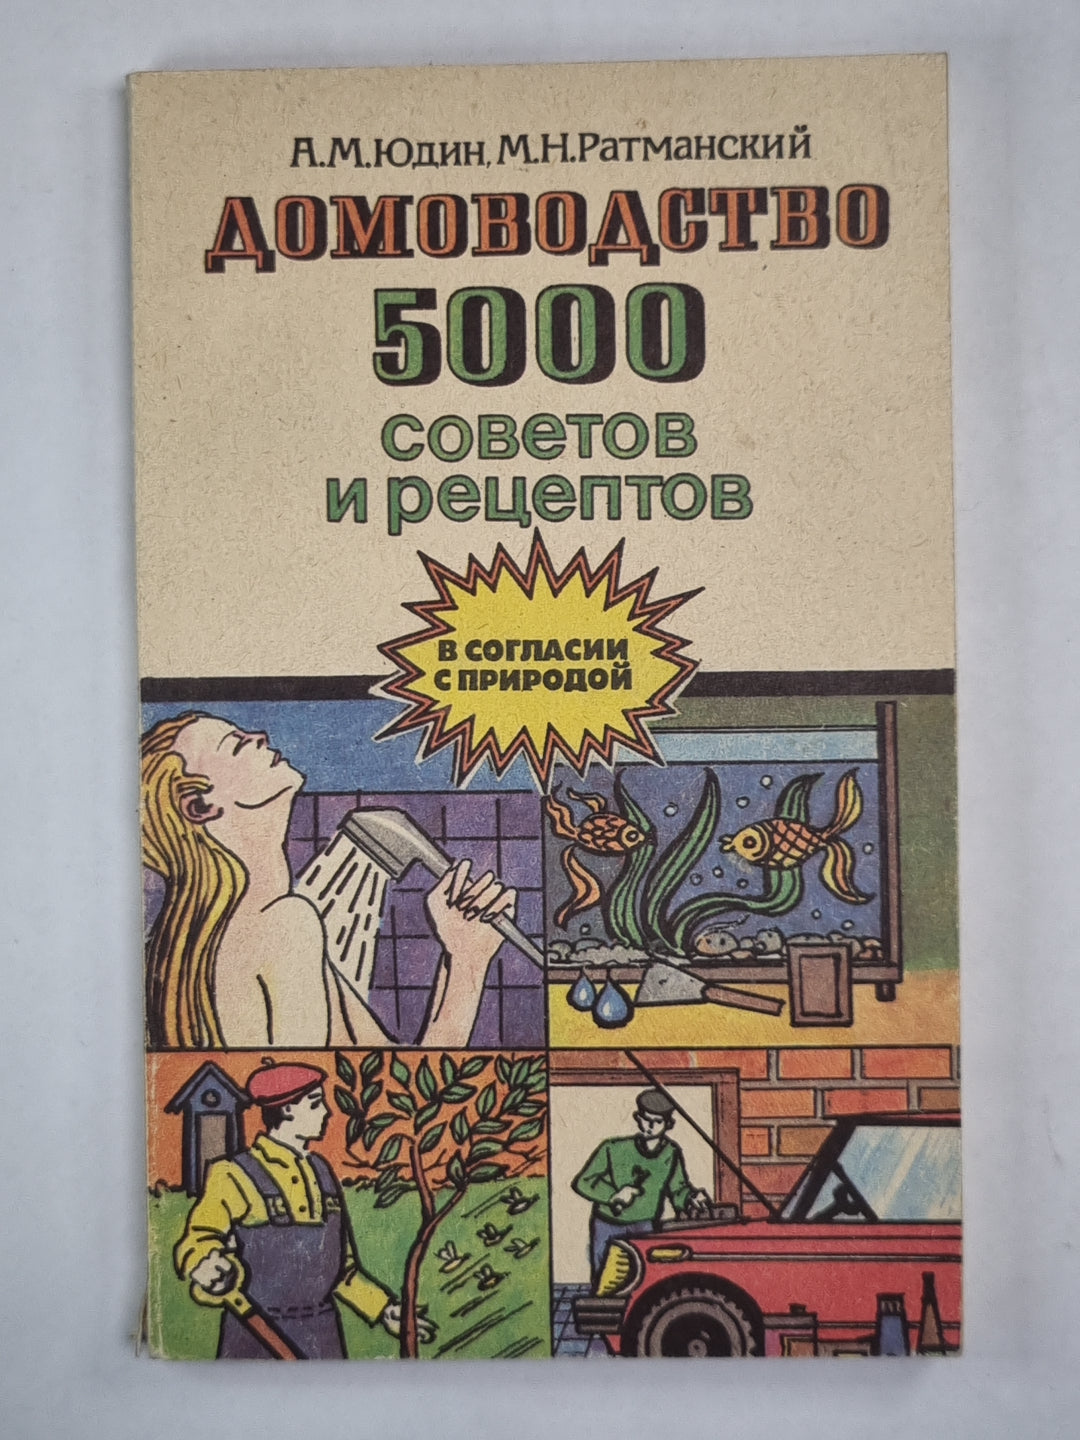 А.М.Юдин, М.Н.Ратманский
ДОМОВОДСТВО
5000
советов
и рецептов
В СОГЛАСИИ
С ПРИРОДОЙ